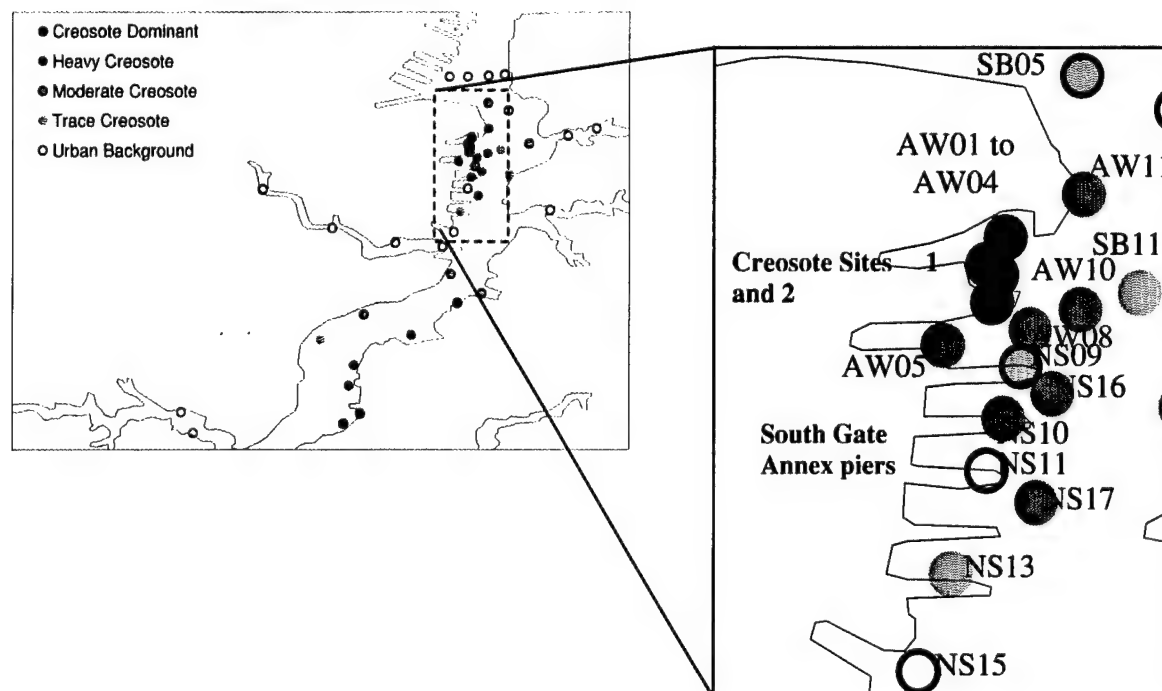 Creosote Dominant
Heavy Creosote
Moderate Creosote
Trace Creosote
Urban Background
SB05
AW01 to
AW04
AW11
SB11
Creosote Sites 1
and 2
AW10
AW08
AW05
NS09
NS16
NS10
South Gate
Annex piers
NS11
NS17
NS13
NS15